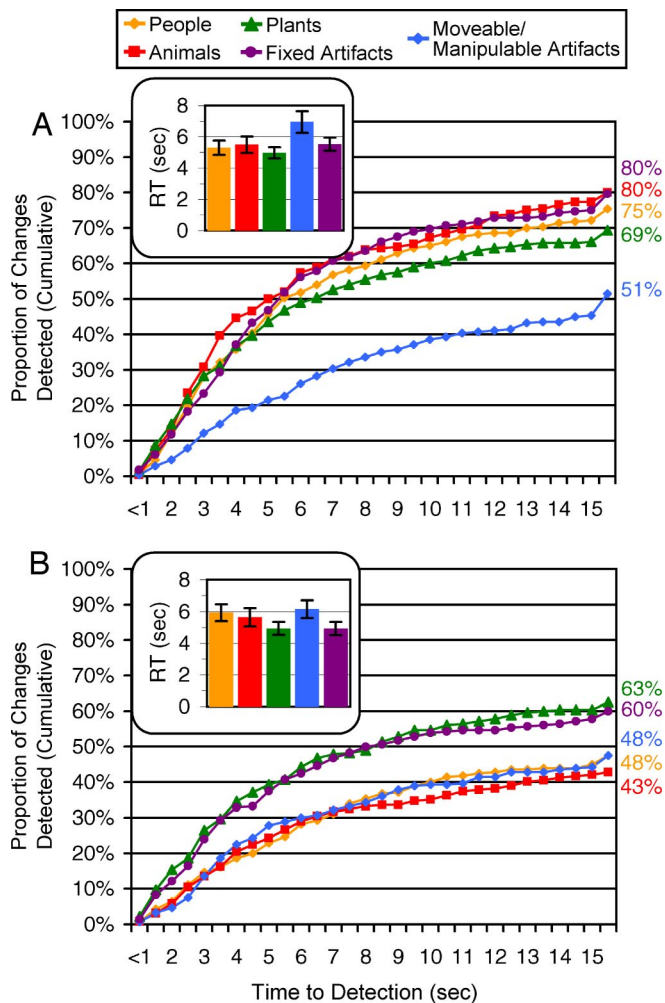 People
Animals
Plants
Fixed Artifacts
Moveable/
Manipulable Artifacts
A
Proportion of Changes
Detected (Cumulative)
100%
90%
80%
70%
60%
50%
40%
30%
20%
10%
0%
RT (sec)
8
6
4
2
0
80%
80%
75%
69%
51%
<1 2 3 4 5 6 7 8 9 10 11 12 13 14 15
B
Proportion of Changes
Detected (Cumulative)
100%
90%
80%
70%
60%
50%
40%
30%
20%
10%
0%
RT (sec)
8
6
4
2
0
63%
60%
48%
48%
43%
<1 2 3 4 5 6 7 8 9 10 11 12 13 14 15
Time to Detection (sec)